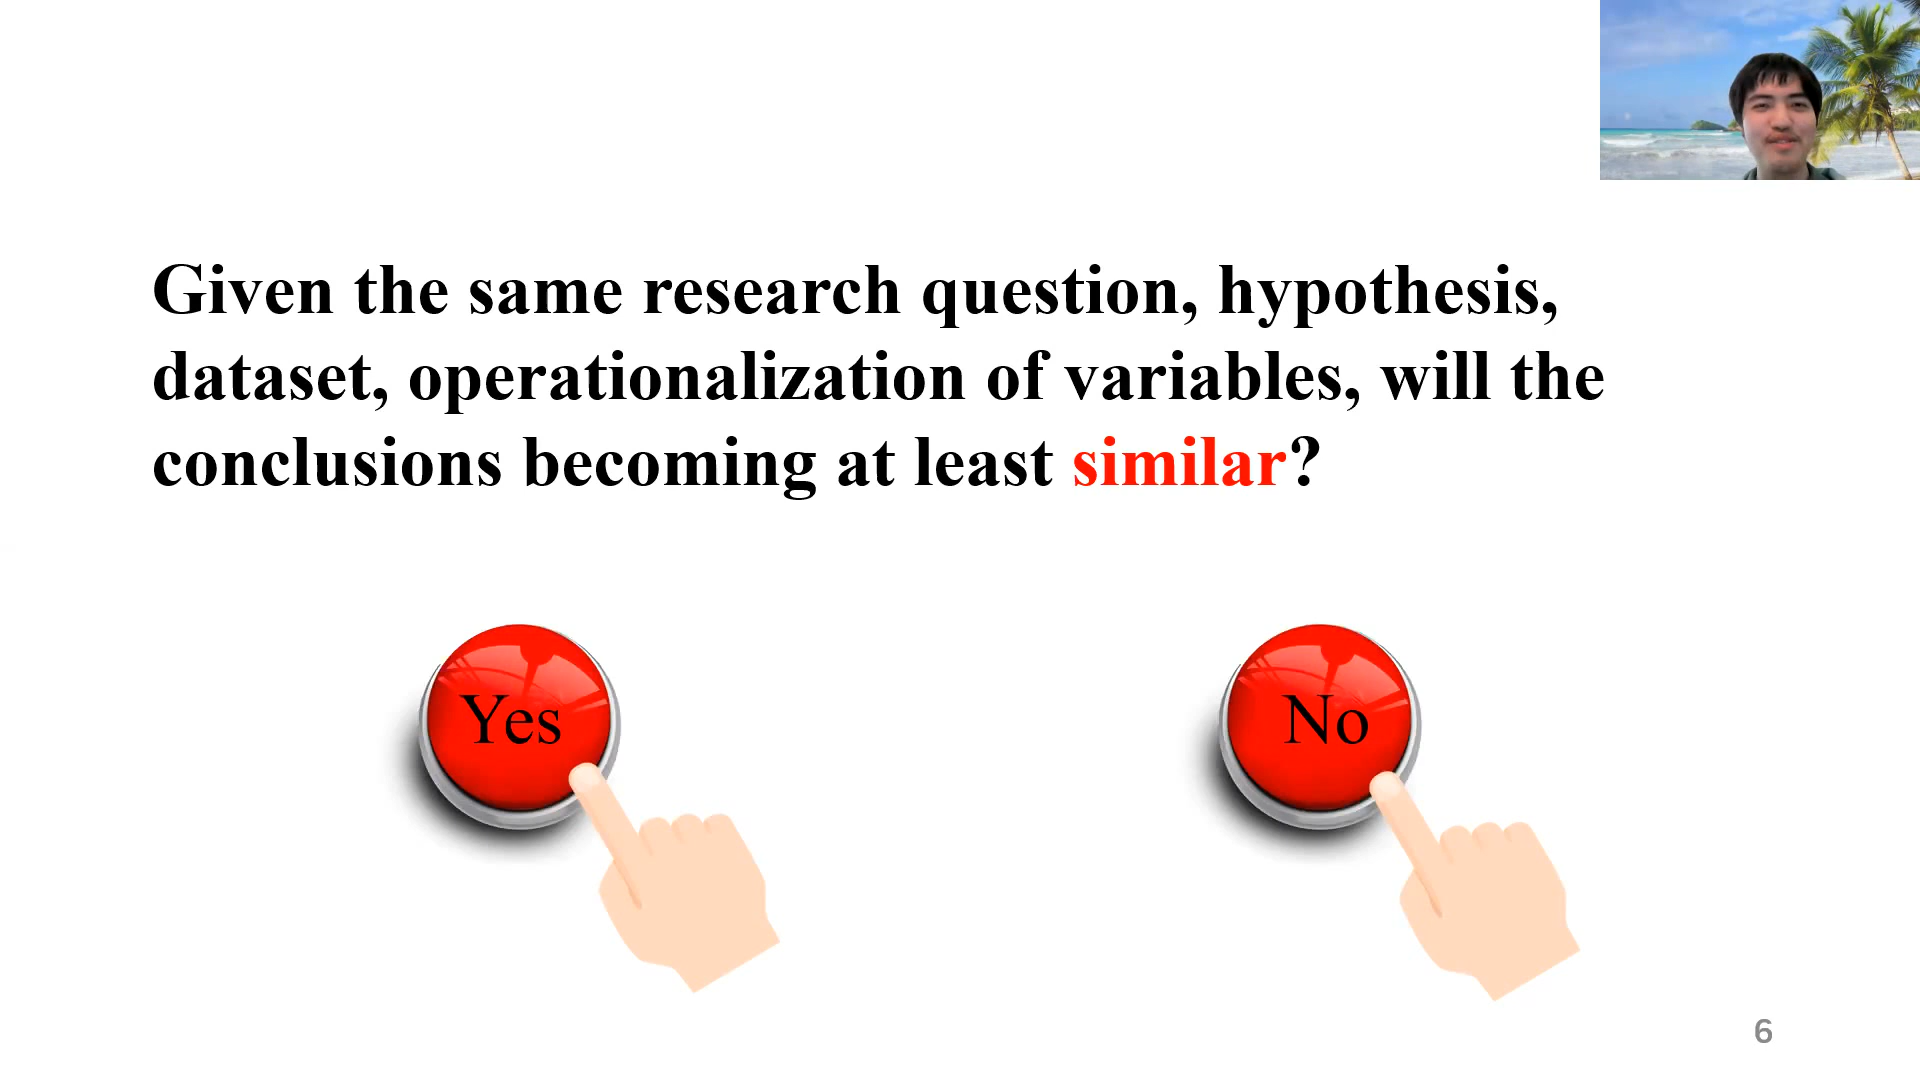 Given the same research question, hypothesis,
dataset, operationalization of variables, will the
conclusions becoming at least similar?
Yes
No
6